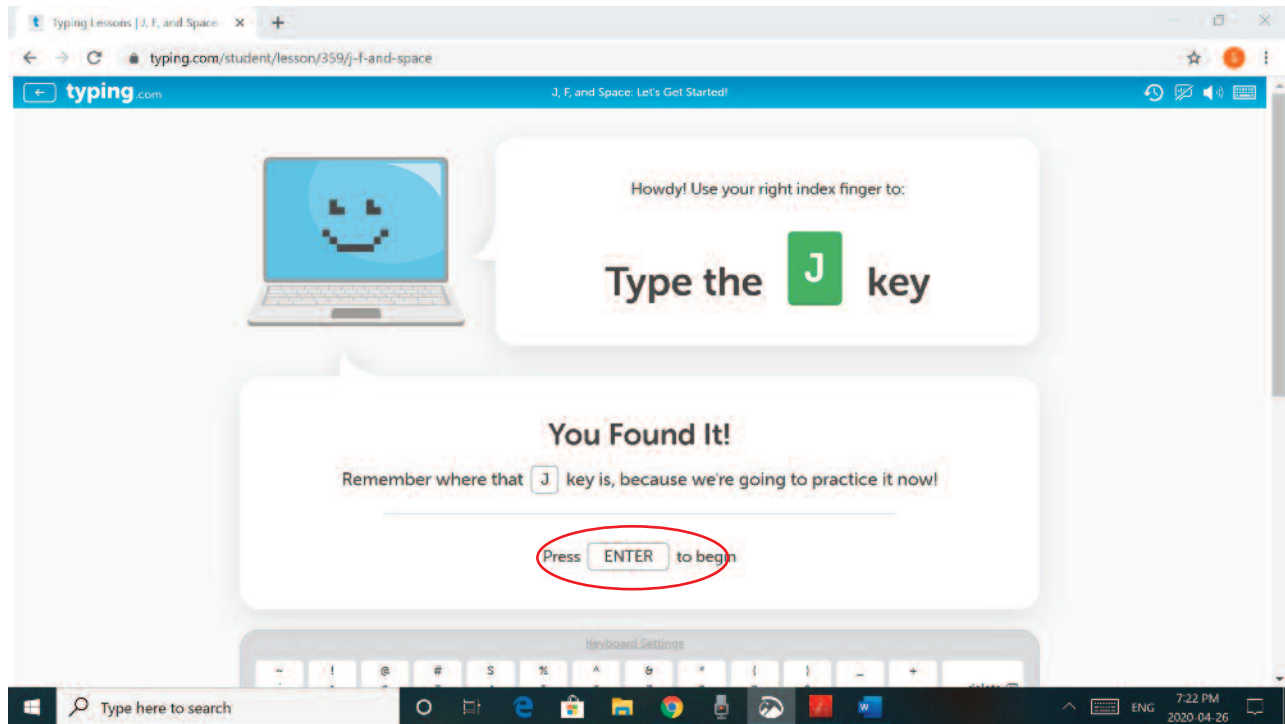 Typing Lessons | J, F, and Space
typing.com/student/lesson/359/j-f-and-space
S
typing.com
J, F, and Space: Let's Get Started!
Howdy! Use your right index finger to:
Type the J key
You Found It!
Remember where that J key is, because we're going to practice it now!
Press ENTER to begin
Keyboard Settings
~ ! @ # $ % ^ & * ( ) _ +
delete
Type here to search
ENG
7:22 PM
2020-04-26